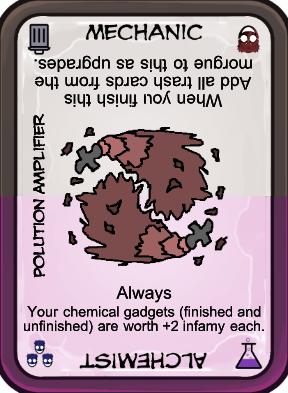 MECHANIC
When you finish this
Add all trash cards from the
morgue to this as upgrades.
POLUTION AMPLIFIER
Always
Your chemical gadgets (finished and
unfinished) are worth +2 infamy each.
ALCHEMIST